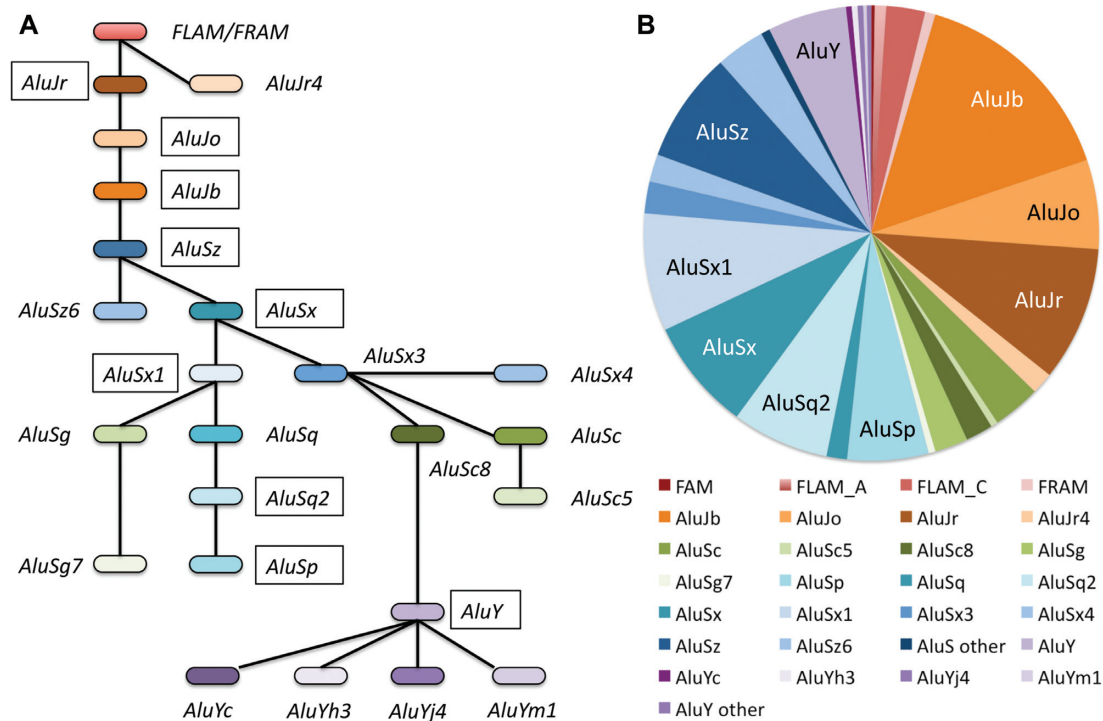 A
FLAM/FRAM
AluJr
AluJr4
AluJo
AluJb
AluSz
AluSz6
AluSx
AluSx1
AluSx3
AluSx4
AluSg
AluSq
AluSc
AluSc8
AluSq2
AluSc5
AluSg7
AluSp
AluY
AluYc
AluYh3
AluYj4
AluYm1
B
AluY
AluJb
AluSz
AluJo
AluSx1
AluJr
AluSx
AluSq2
AluSp
FAM FLAM_A FLAM_C FRAM
AluJb AluJo AluJr AluJr4
AluSc AluSc5 AluSc8 AluSg
AluSg7 AluSp AluSq AluSq2
AluSx AluSx1 AluSx3 AluSx4
AluSz AluSz6 AluS other AluY
AluYc AluYh3 AluYj4 AluYm1
AluY other